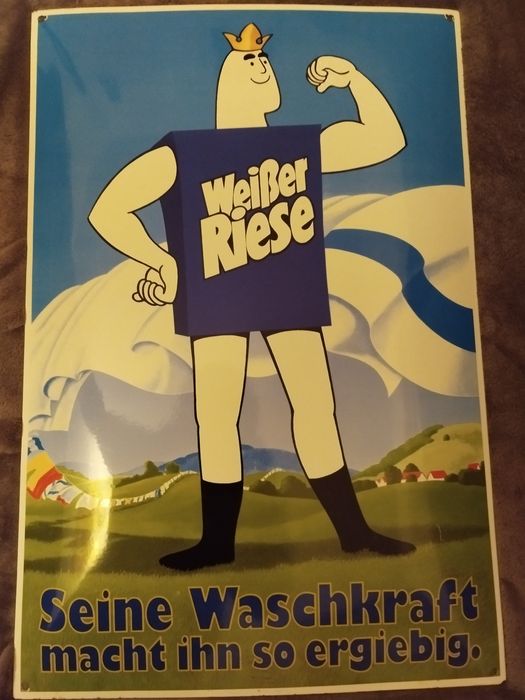 Weißer
Riese
Seine Waschkraft
macht ihn so ergiebig.